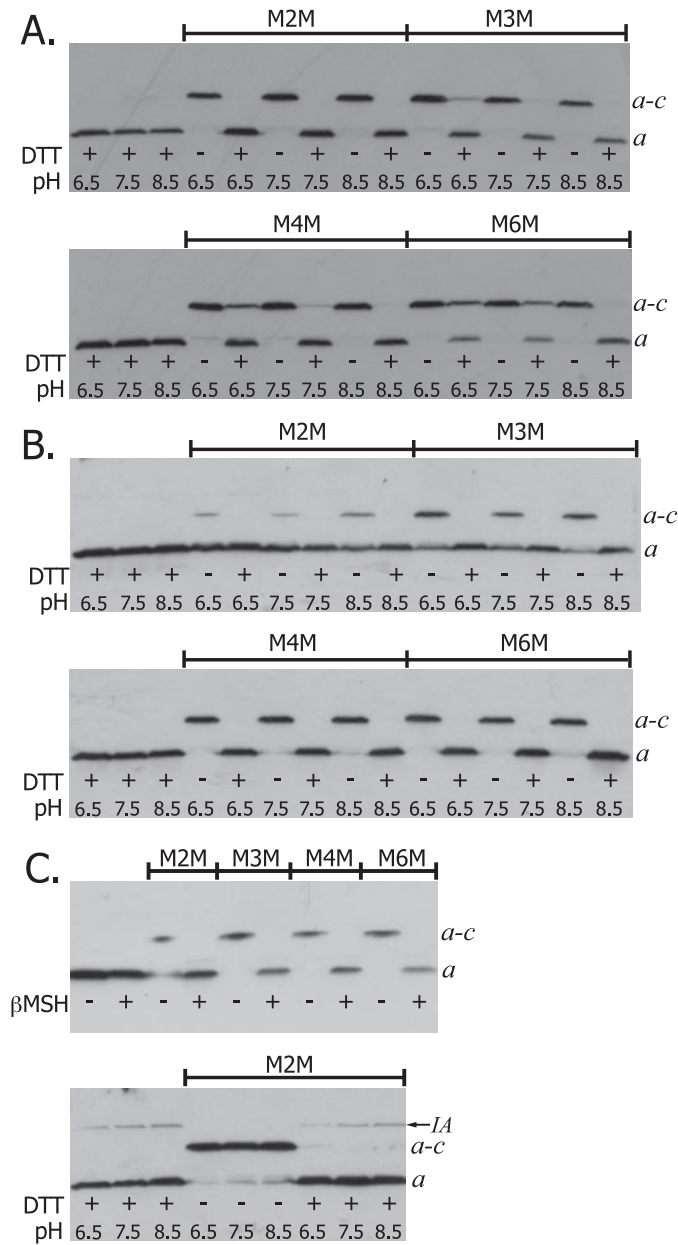 A.
M2M M3M
a-c
a
DTT + + + - + - + - + - + - + - +
pH 6.5 7.5 8.5 6.5 6.5 7.5 7.5 8.5 8.5 6.5 6.5 7.5 7.5 8.5 8.5
M4M M6M
a-c
a
DTT + + + - + - + - + - + - + - +
pH 6.5 7.5 8.5 6.5 6.5 7.5 7.5 8.5 8.5 6.5 6.5 7.5 7.5 8.5 8.5
B.
M2M M3M
a-c
a
DTT + + + - + - + - + - + - + - +
pH 6.5 7.5 8.5 6.5 6.5 7.5 7.5 8.5 8.5 6.5 6.5 7.5 7.5 8.5 8.5
M4M M6M
a-c
a
DTT + + + - + - + - + - + - + - +
pH 6.5 7.5 8.5 6.5 6.5 7.5 7.5 8.5 8.5 6.5 6.5 7.5 7.5 8.5 8.5
C.
M2M M3M M4M M6M
a-c
a
βMSH - + - + - + - + - +
M2M
IA
a-c
a
DTT + + + - - - + + +
pH 6.5 7.5 8.5 6.5 7.5 8.5 6.5 7.5 8.5